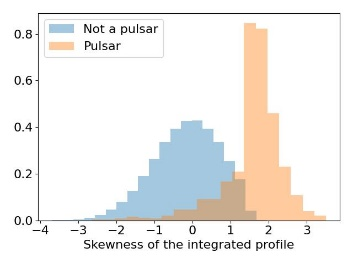 0.8
0.6
0.4
0.2
0.0
Not a pulsar
Pulsar
−4 −3 −2 −1 0 1 2 3
Skewness of the integrated profile